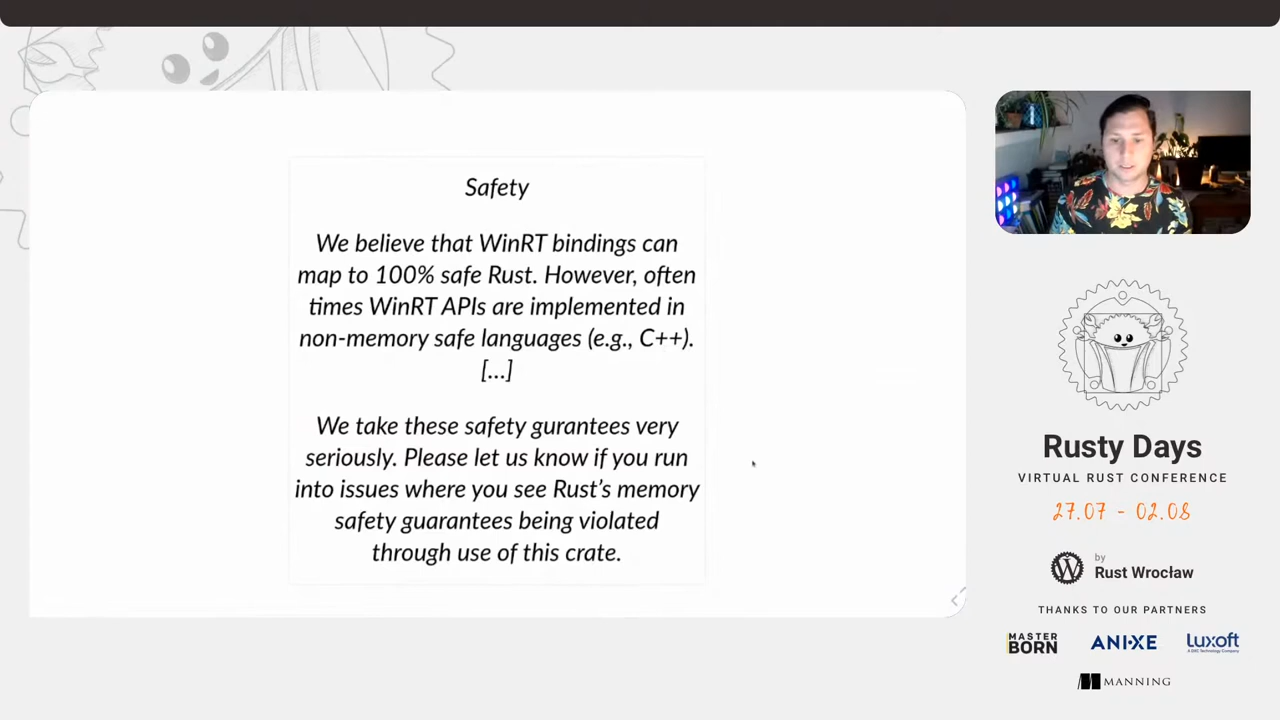 Safety
We believe that WinRT bindings can
map to 100% safe Rust. However, often
times WinRT APIs are implemented in
non-memory safe languages (e.g., C++).
[...]
We take these safety gurantees very
seriously. Please let us know if you run
into issues where you see Rust's memory
safety guarantees being violated
through use of this crate.
Rusty Days
VIRTUAL RUST CONFERENCE
27.07 - 02.08
by
Rust Wrocław
THANKS TO OUR PARTNERS
MASTER
BORN
ANIXE
Luxoft
A DXC Technology Company
MANNING